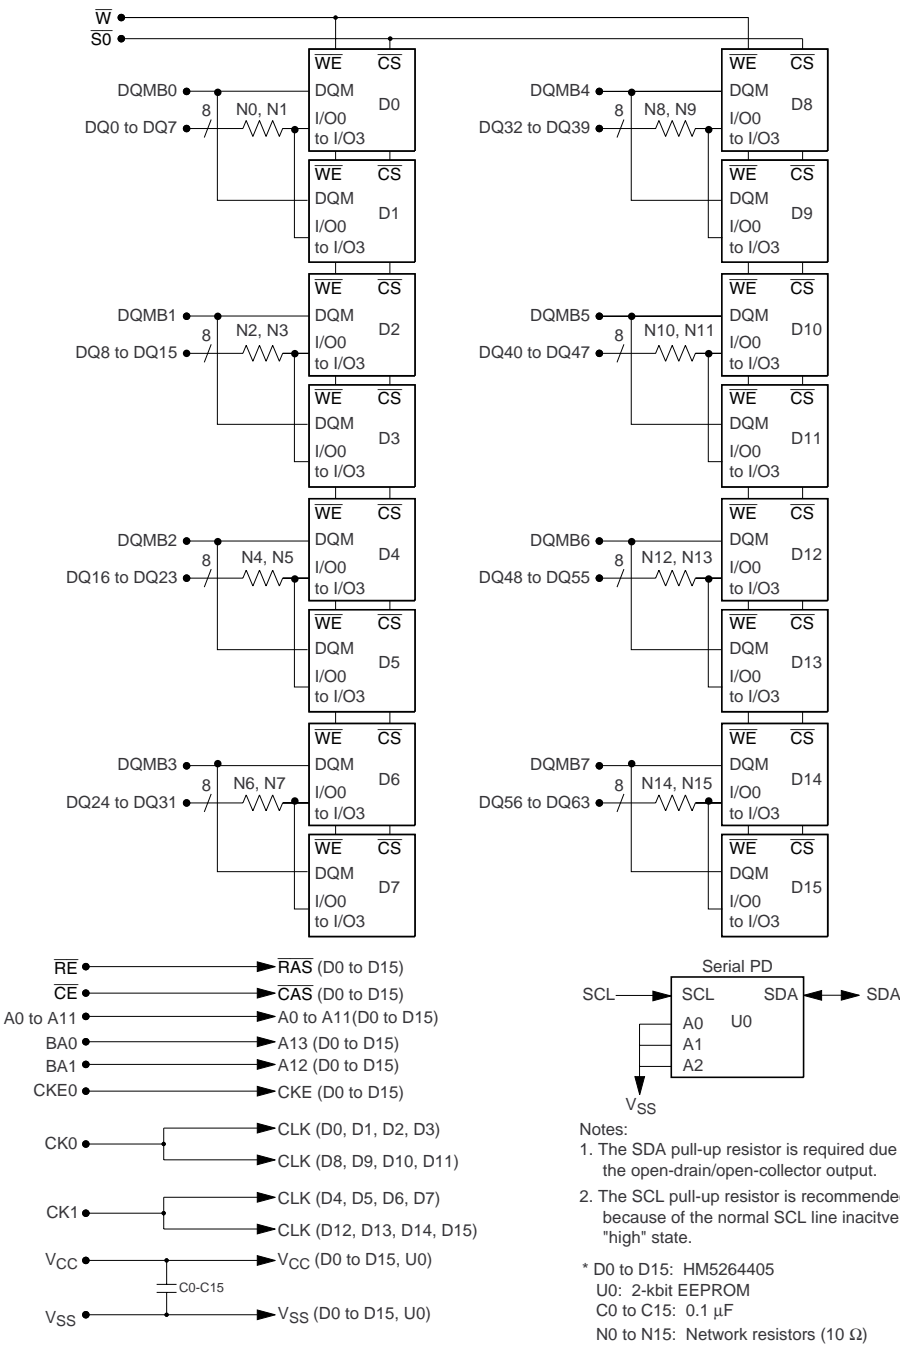 W
S0
WE CS
DQMB0 DQM
D0
8 N0, N1 I/O0
DQ0 to DQ7 to I/O3
WE CS
DQM
D1
I/O0
to I/O3
WE CS
DQMB1 DQM
D2
8 N2, N3 I/O0
DQ8 to DQ15 to I/O3
WE CS
DQM
D3
I/O0
to I/O3
WE CS
DQMB2 DQM
D4
8 N4, N5 I/O0
DQ16 to DQ23 to I/O3
WE CS
DQM
D5
I/O0
to I/O3
WE CS
DQMB3 DQM
D6
8 N6, N7 I/O0
DQ24 to DQ31 to I/O3
WE CS
DQM
D7
I/O0
to I/O3
WE CS
DQMB4 DQM
D8
8 N8, N9 I/O0
DQ32 to DQ39 to I/O3
WE CS
DQM
D9
I/O0
to I/O3
WE CS
DQMB5 DQM
D10
8 N10, N11 I/O0
DQ40 to DQ47 to I/O3
WE CS
DQM
D11
I/O0
to I/O3
WE CS
DQMB6 DQM
D12
8 N12, N13 I/O0
DQ48 to DQ55 to I/O3
WE CS
DQM
D13
I/O0
to I/O3
WE CS
DQMB7 DQM
D14
8 N14, N15 I/O0
DQ56 to DQ63 to I/O3
WE CS
DQM
D15
I/O0
to I/O3
RE RAS (D0 to D15)
CE CAS (D0 to D15)
A0 to A11 A0 to A11(D0 to D15)
BA0 A13 (D0 to D15)
BA1 A12 (D0 to D15)
CKE0 CKE (D0 to D15)
CK0 CLK (D0, D1, D2, D3)
CLK (D8, D9, D10, D11)
CK1 CLK (D4, D5, D6, D7)
CLK (D12, D13, D14, D15)
VCC VCC (D0 to D15, U0)
C0-C15
VSS VSS (D0 to D15, U0)
Serial PD
SCL SCL SDA SDA
A0 U0
A1
A2
VSS
Notes:
1. The SDA pull-up resistor is required due
the open-drain/open-collector output.
2. The SCL pull-up resistor is recommende
because of the normal SCL line inacitve
"high" state.
* D0 to D15: HM5264405
U0: 2-kbit EEPROM
C0 to C15: 0.1 μF
N0 to N15: Network resistors (10 Ω)